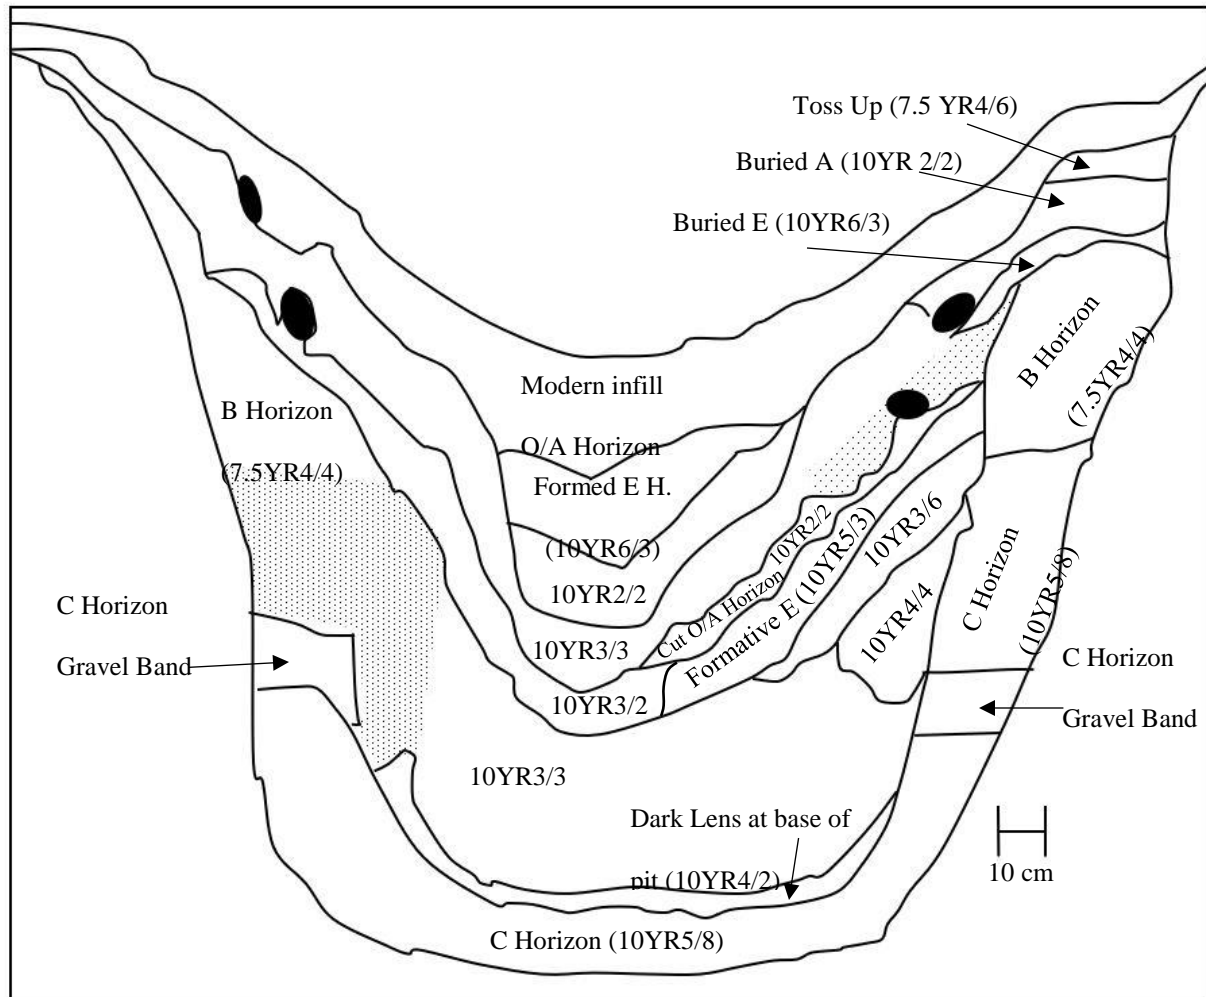 Toss Up (7.5 YR4/6)
Buried A (10YR 2/2)
Buried E (10YR6/3)
B Horizon
(7.5YR4/4)
Modern infill
B Horizon
(7.5YR4/4)
O/A Horizon
Formed E H.
(10YR6/3)
10YR2/2
10YR3/3
10YR3/2
Cut O/A Horizon 10YR2/2
Formative E (10YR5/3)
10YR3/6
10YR4/4
C Horizon
(10YR5/8)
C Horizon
Gravel Band
C Horizon
Gravel Band
10YR3/3
Dark Lens at base of
pit (10YR4/2)
10 cm
C Horizon (10YR5/8)